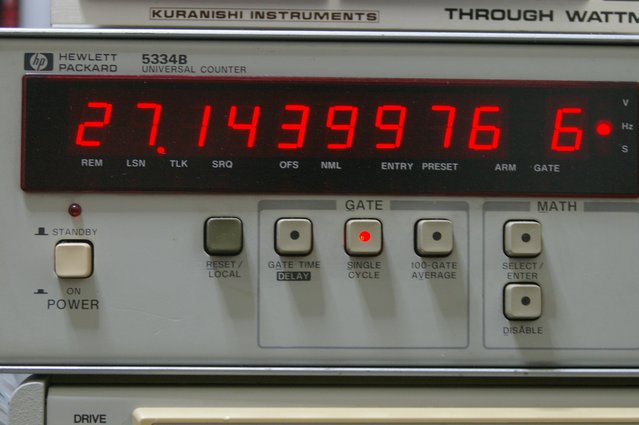 KURANISHI INSTRUMENTS
THROUGH WATTM
hp HEWLETT PACKARD 5334B
UNIVERSAL COUNTER
27.1439976 6
V
Hz
S
REM LSN TLK SRQ OFS NML ENTRY PRESET ARM GATE
GATE
MATH
STANDBY
RESET/
LOCAL
GATE TIME
DELAY
SINGLE
CYCLE
100-GATE
AVERAGE
SELECT/
ENTER
ON
POWER
DISABLE
DRIVE